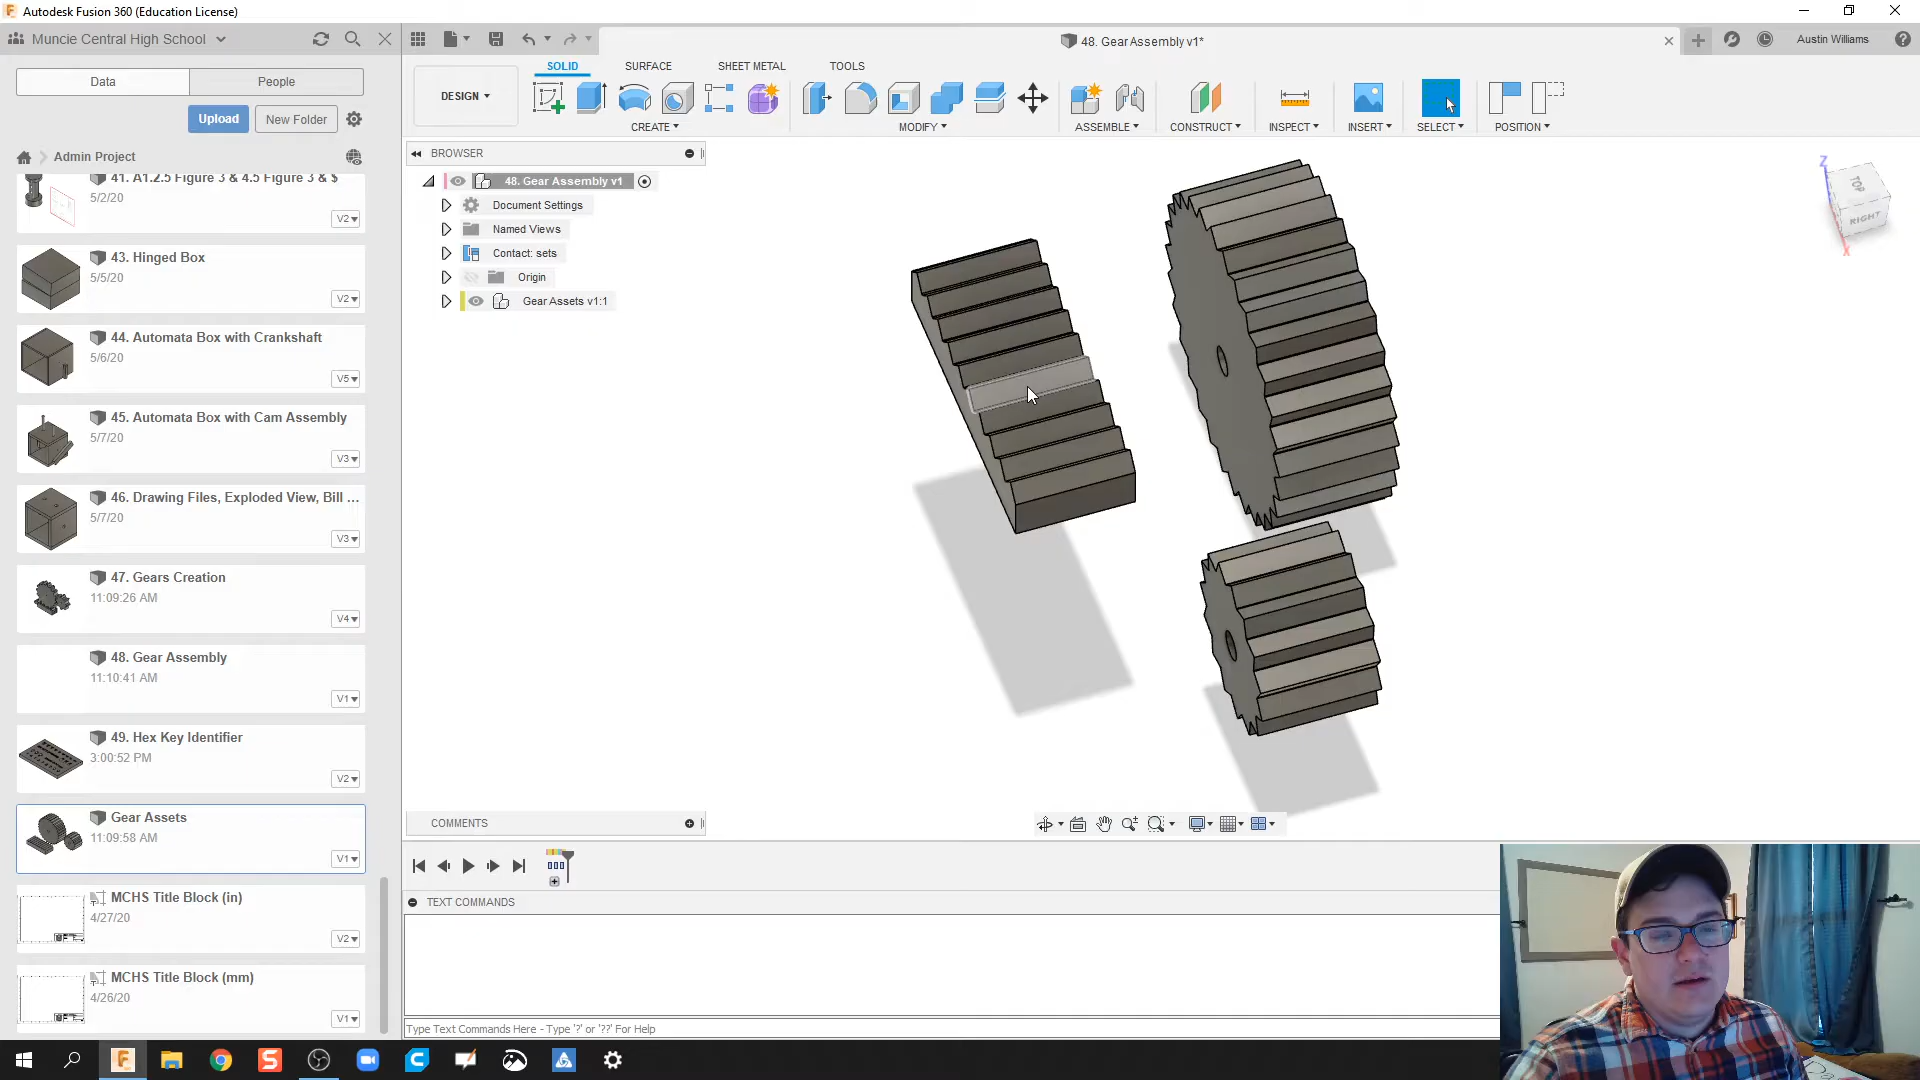 Autodesk Fusion 360 (Education License)
Muncie Central High School
48. Gear Assembly v1*
Austin Williams
Data
People
Upload
New Folder
Admin Project
41. A1.2.5 Figure 3 & 4.5 Figure 3 & $
5/2/20
V2
43. Hinged Box
5/5/20
V2
44. Automata Box with Crankshaft
5/6/20
V5
45. Automata Box with Cam Assembly
5/7/20
V3
46. Drawing Files, Exploded View, Bill ...
5/7/20
V3
47. Gears Creation
11:09:26 AM
V4
48. Gear Assembly
11:10:41 AM
V1
49. Hex Key Identifier
3:00:52 PM
V2
Gear Assets
11:09:58 AM
V1
MCHS Title Block (in)
4/27/20
V2
MCHS Title Block (mm)
4/26/20
V1
SOLID
SURFACE
SHEET METAL
TOOLS
DESIGN
CREATE
MODIFY
ASSEMBLE
CONSTRUCT
INSPECT
INSERT
SELECT
POSITION
BROWSER
48. Gear Assembly v1
Document Settings
Named Views
Contact: sets
Origin
Gear Assets v1:1
Z
TOP
RIGHT
X
COMMENTS
TEXT COMMANDS
Type Text Commands Here - Type '?' or '??' For Help